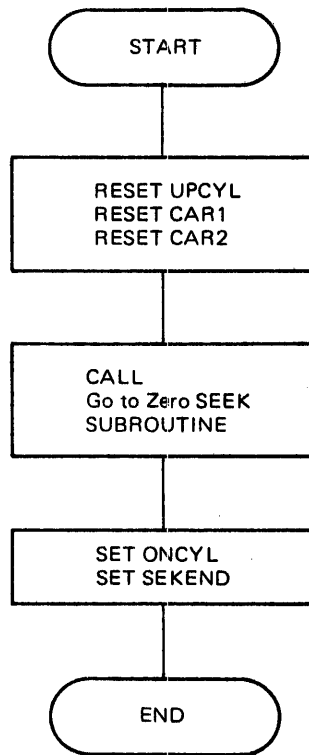 START
RESET UPCYL
RESET CAR1
RESET CAR2
CALL
Go to Zero SEEK
SUBROUTINE
SET ONCYL
SET SEKEND
END